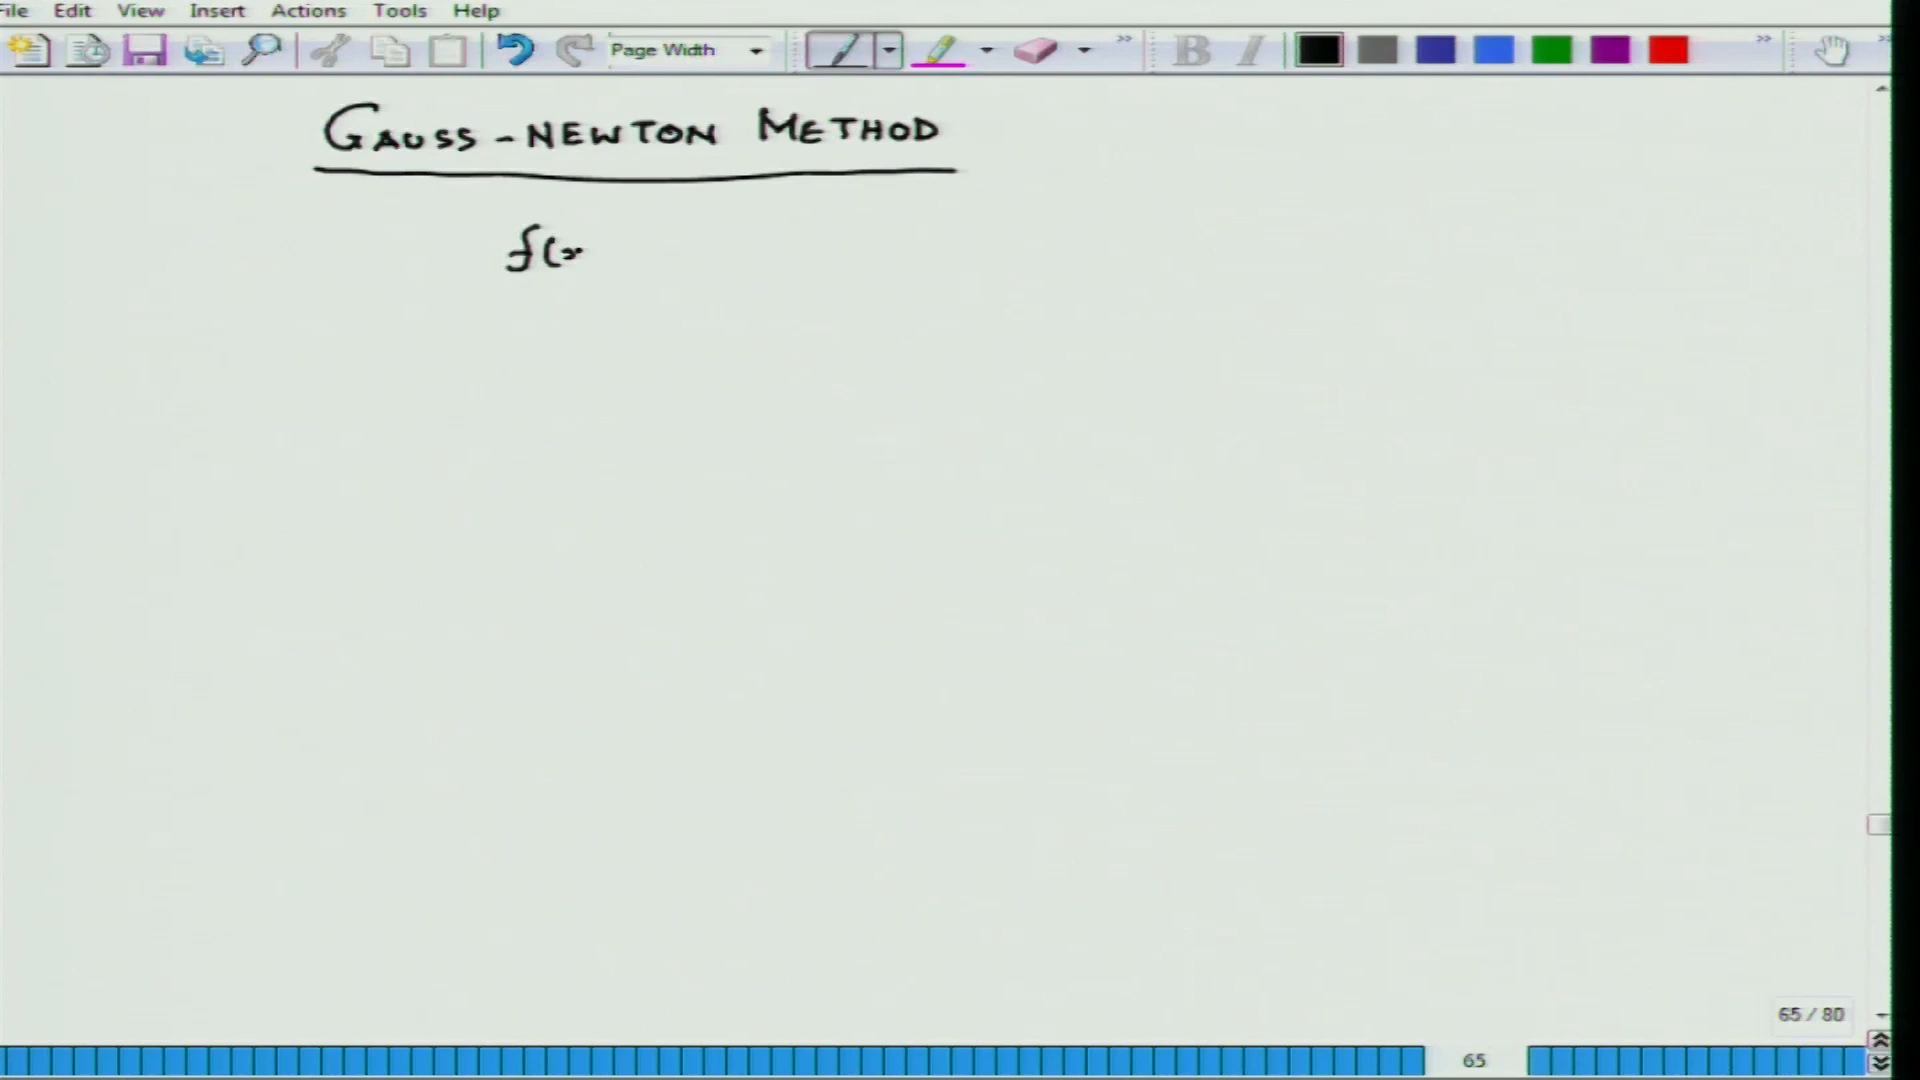 File Edit View Insert Actions Tools Help
Page Width B I
GAUSS-NEWTON METHOD
f(x
65 / 80
65